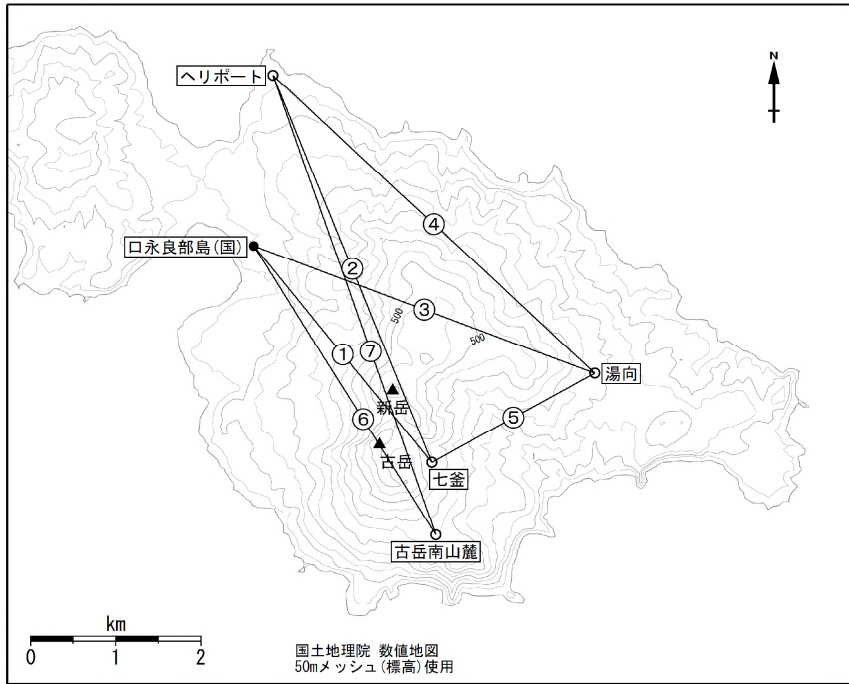 N
ヘリポート
④
口永良部島(国)
②
③
500
500
①
⑦
湯向
新岳
⑥
⑤
古岳
七釜
古岳南山麓
km
0 1 2
国土地理院 数値地図
50mメッシュ(標高)使用